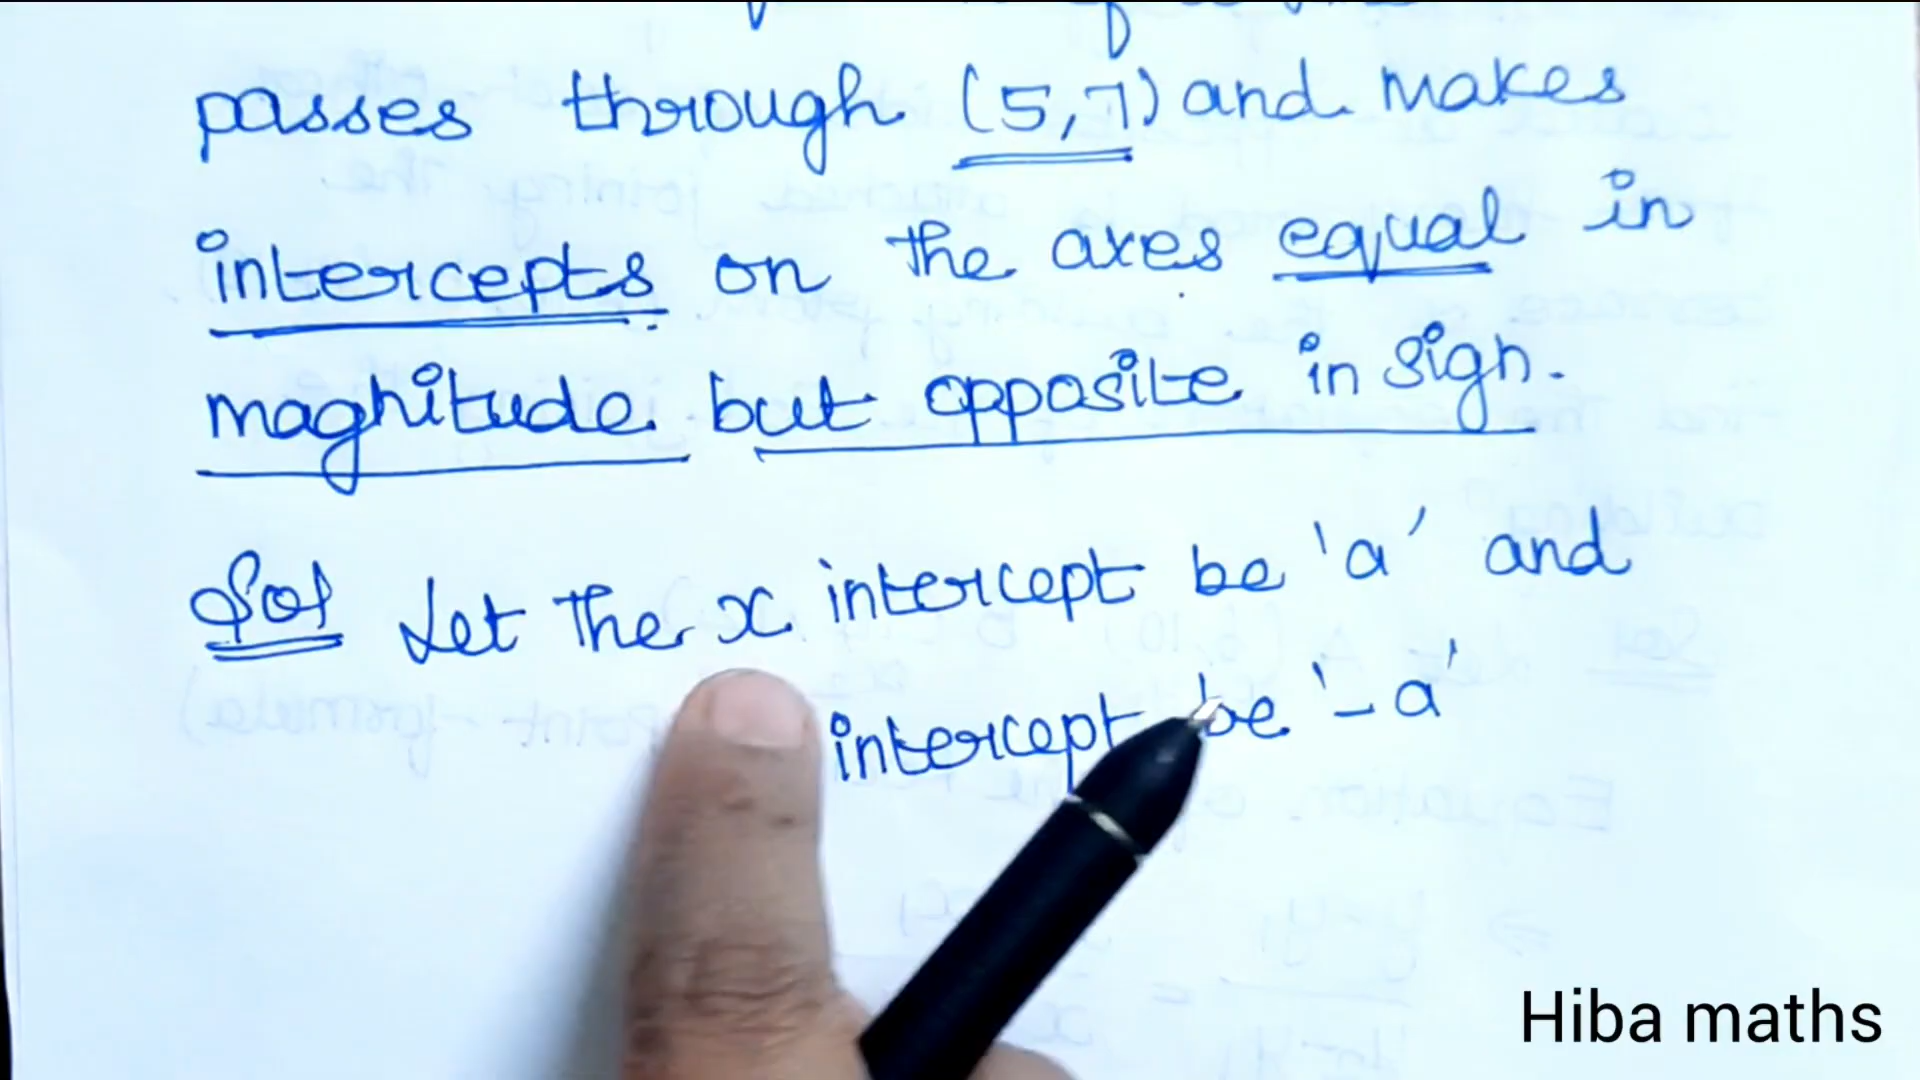 passes through (5,7) and makes
intercepts on the axes equal in
magnitude but opposite in sign.
Sol Let the x intercept be 'a' and
intercept be '-a'
Hiba maths